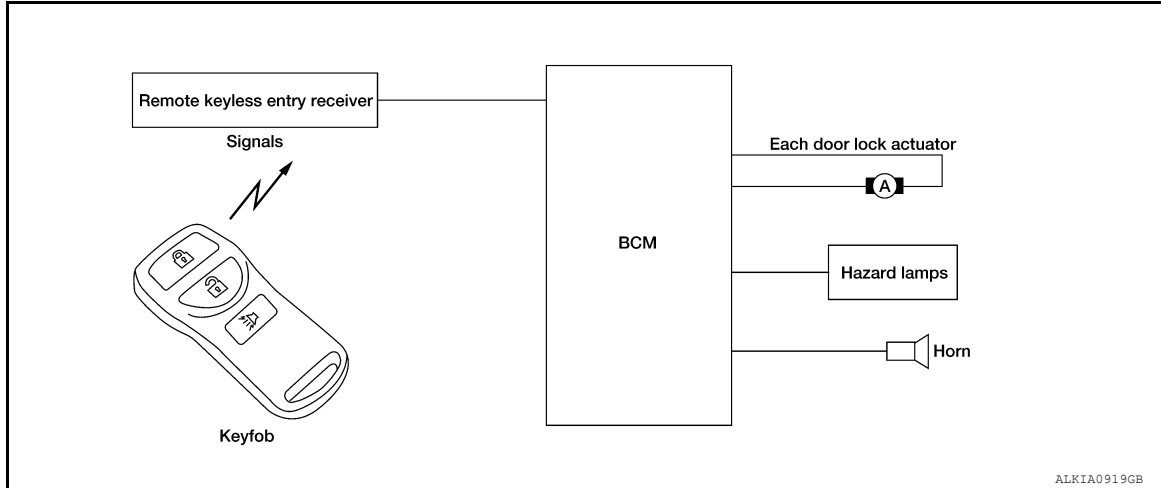 Remote keyless entry receiver
Signals
Each door lock actuator
A
BCM
Hazard lamps
Horn
Keyfob
ALKIA0919GB